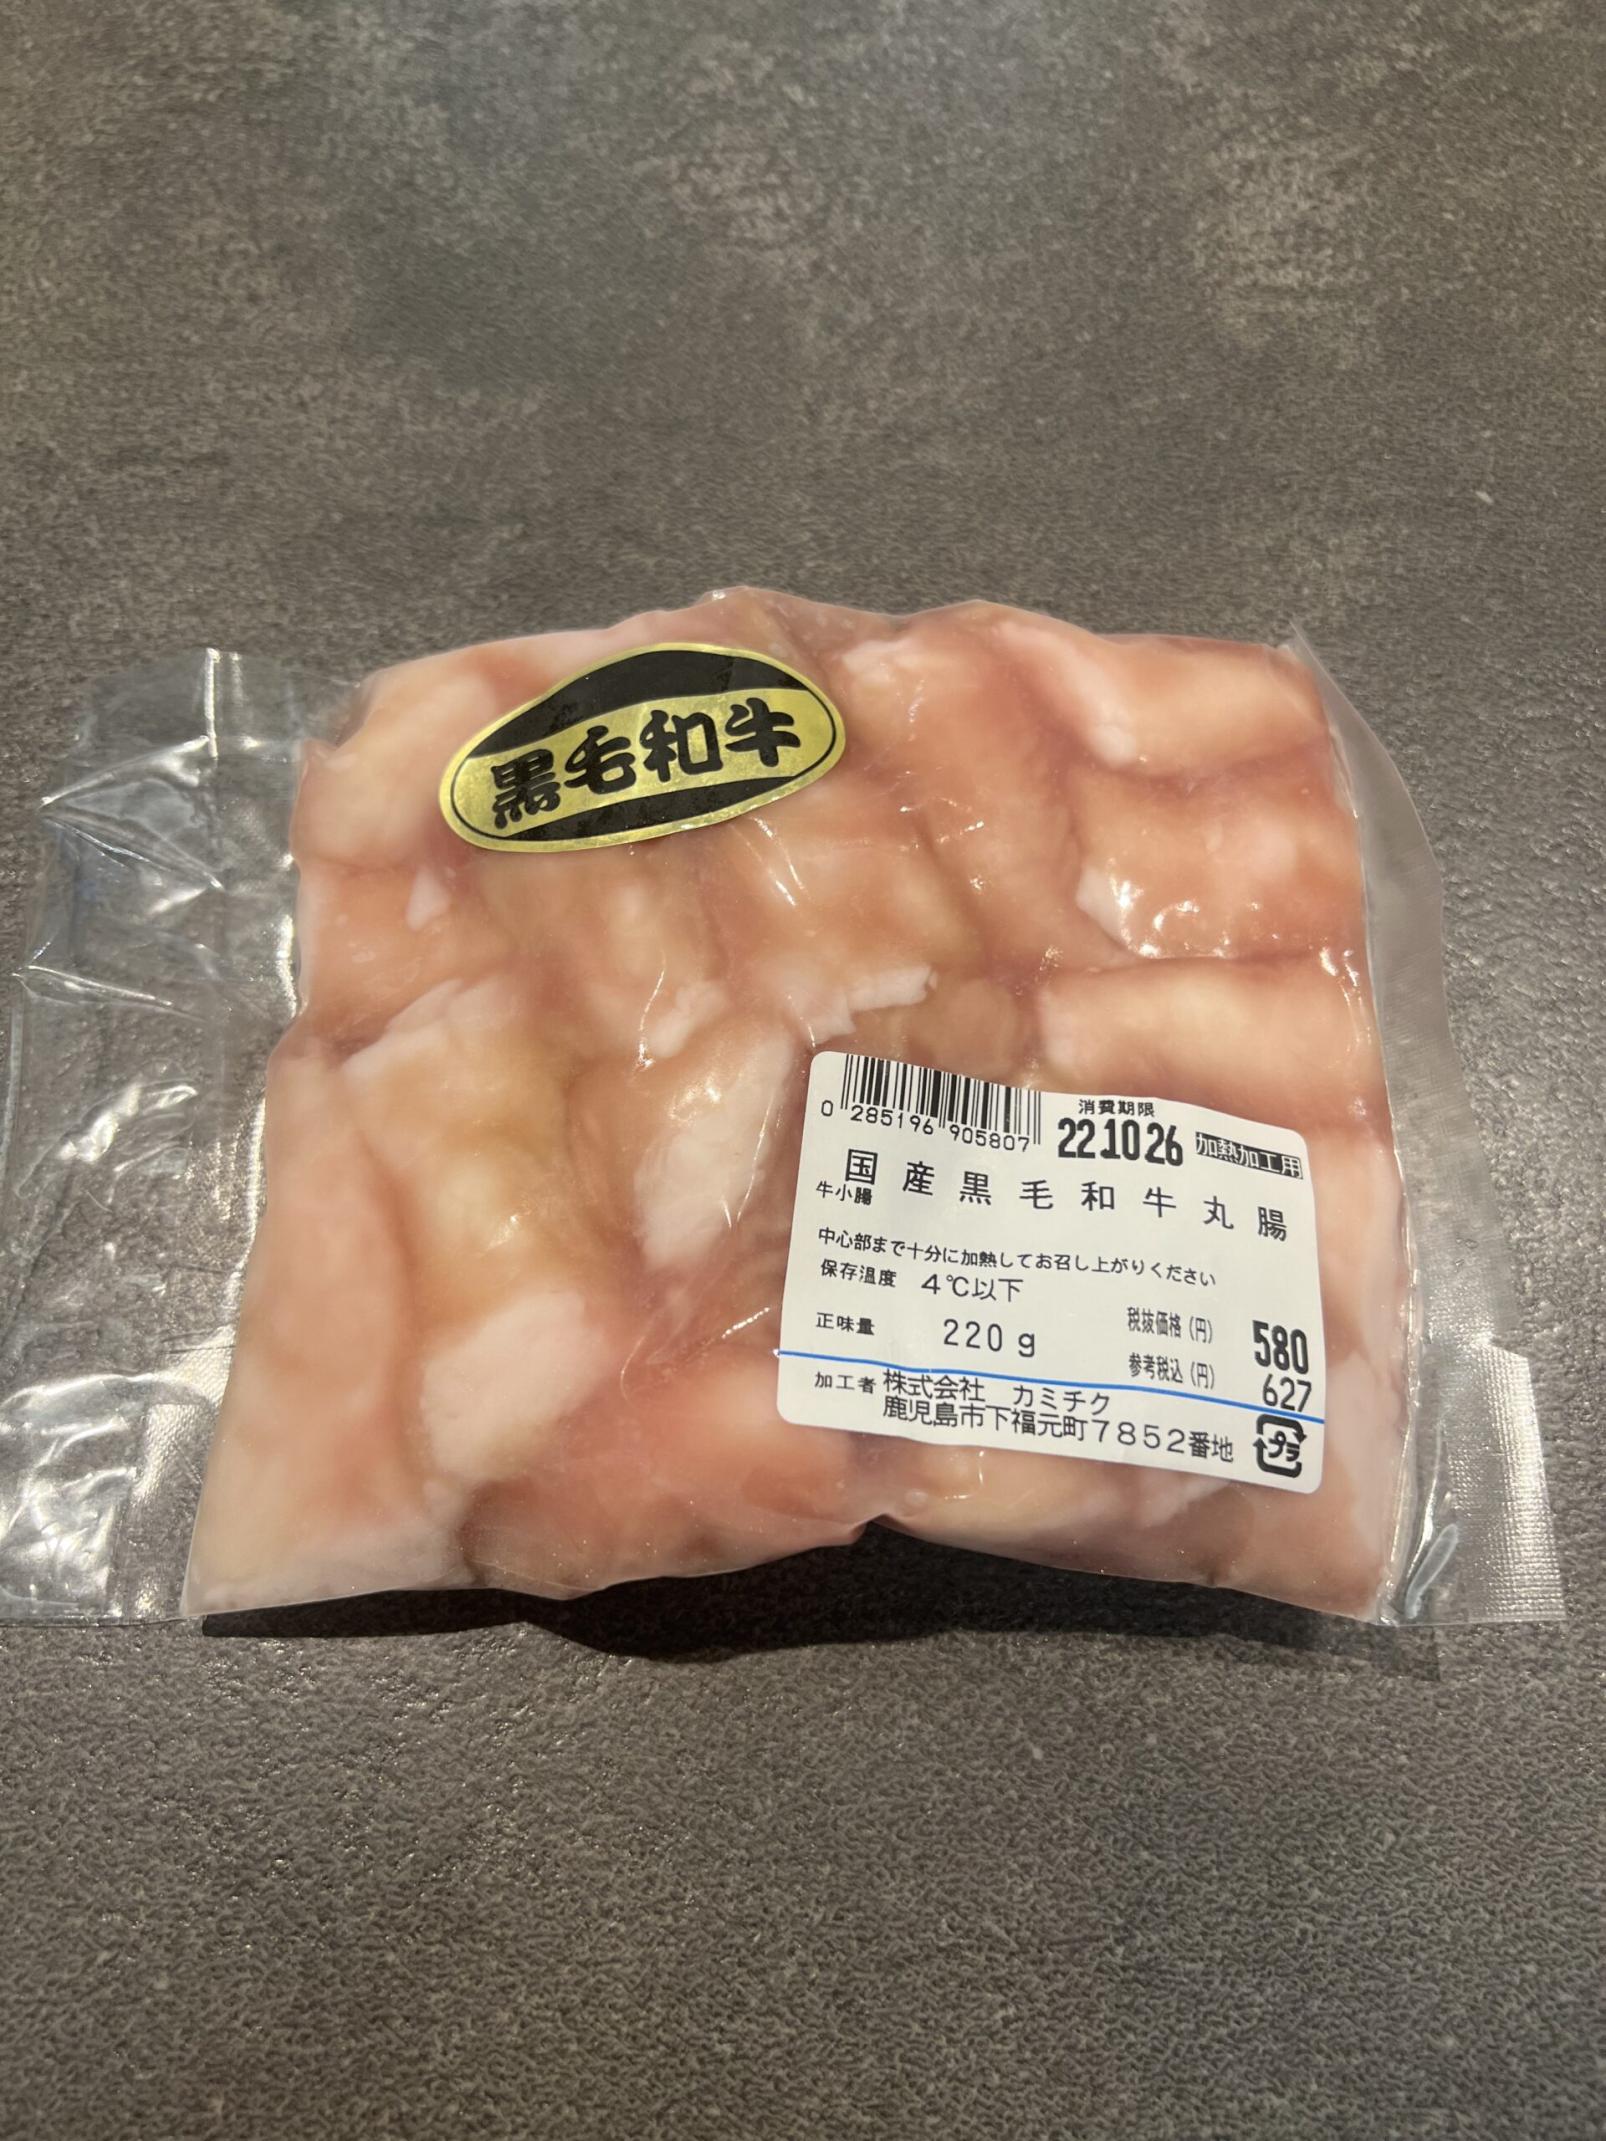 黒毛和牛
0 285196 905807
消費期限
22.10.26
加熱加工用
国産黒毛和牛丸腸
牛小腸
中心部まで十分に加熱してお召し上がりください
保存温度 4℃以下
正味量 220g
税抜価格(円) 580
参考税込(円) 627
加工者 株式会社 カミチク
鹿児島市下福元町7852番地
プラ